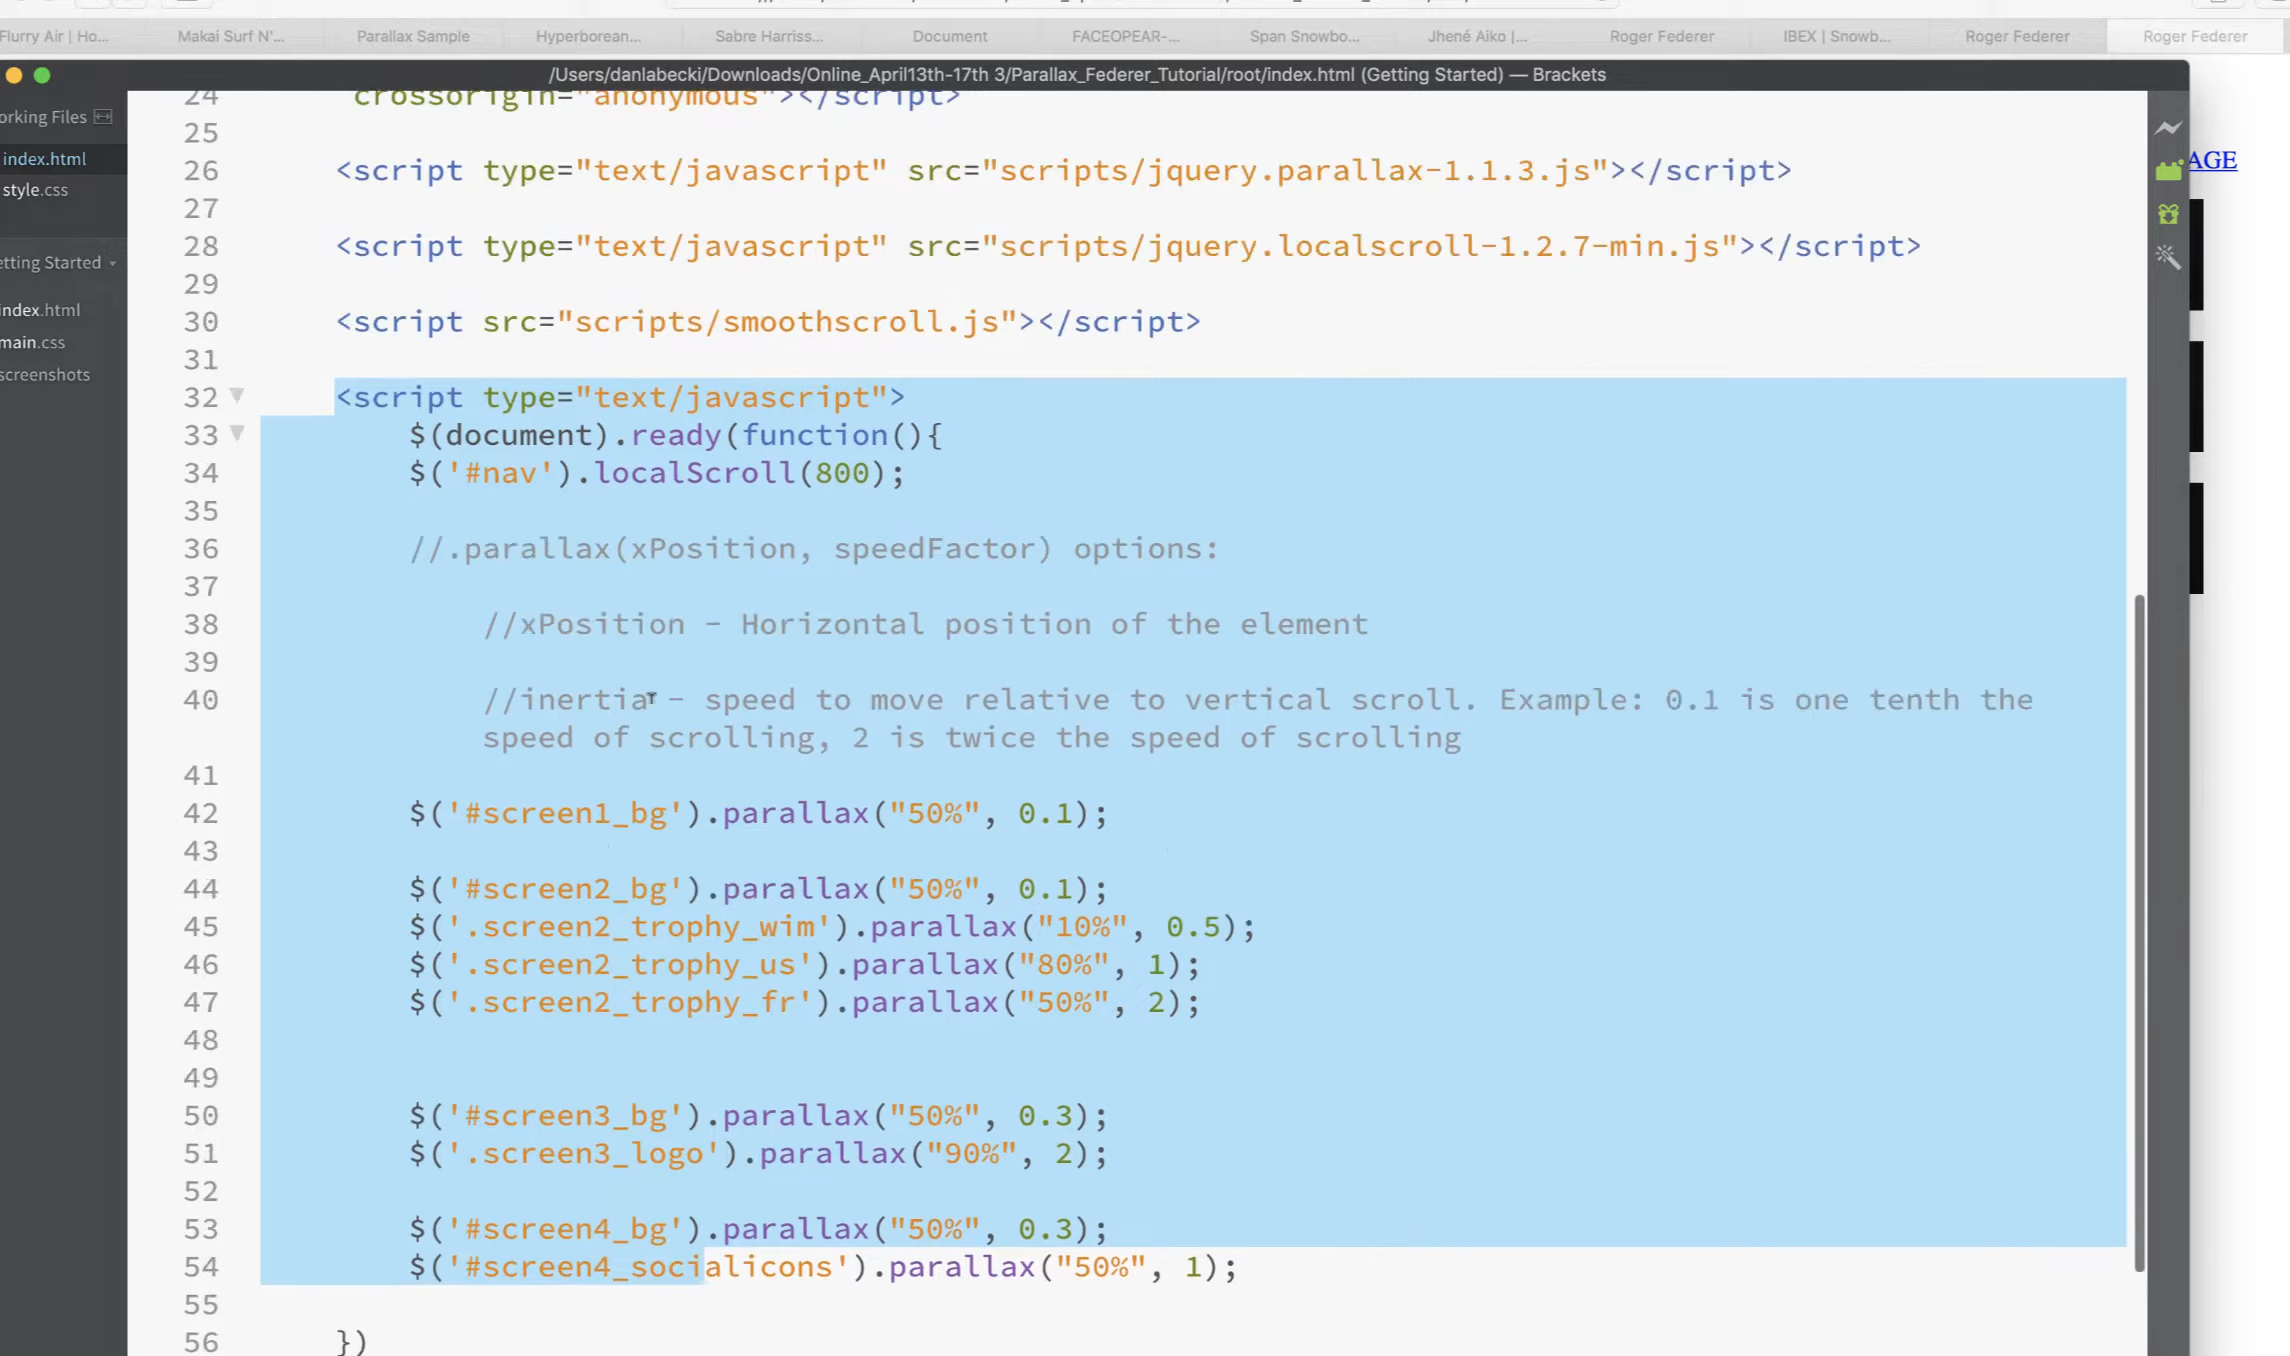 Flurry Air | Ho...
Makai Surf N'...
Parallax Sample
Hyperborean...
Sabre Harriss...
Document
FACEOPEAR-...
Span Snowbo...
Jhené Aiko |...
Roger Federer
IBEX | Snowb...
Roger Federer
Roger Federer
/Users/danlabecki/Downloads/Online_April13th-17th 3/Parallax_Federer_Tutorial/root/index.html (Getting Started) — Brackets
orking Files
index.html
style.css
etting Started
index.html
main.css
screenshots
AGE
24 crossorigin="anonymous"></script>
25
26 <script type="text/javascript" src="scripts/jquery.parallax-1.1.3.js"></script>
27
28 <script type="text/javascript" src="scripts/jquery.localscroll-1.2.7-min.js"></script>
29
30 <script src="scripts/smoothscroll.js"></script>
31
32 <script type="text/javascript">
33 $(document).ready(function(){
34 $('#nav').localScroll(800);
35
36 //.parallax(xPosition, speedFactor) options:
37
38 //xPosition - Horizontal position of the element
39
40 //inertia - speed to move relative to vertical scroll. Example: 0.1 is one tenth the
speed of scrolling, 2 is twice the speed of scrolling
41
42 $('#screen1_bg').parallax("50%", 0.1);
43
44 $('#screen2_bg').parallax("50%", 0.1);
45 $('.screen2_trophy_wim').parallax("10%", 0.5);
46 $('.screen2_trophy_us').parallax("80%", 1);
47 $('.screen2_trophy_fr').parallax("50%", 2);
48
49
50 $('#screen3_bg').parallax("50%", 0.3);
51 $('.screen3_logo').parallax("90%", 2);
52
53 $('#screen4_bg').parallax("50%", 0.3);
54 $('#screen4_socialicons').parallax("50%", 1);
55
56 })